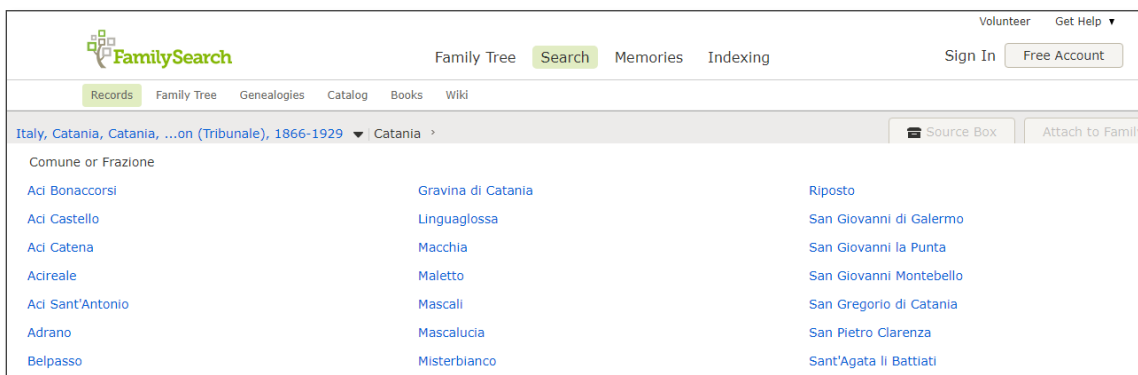 Volunteer Get Help ▼
FamilySearch
Family Tree Search Memories Indexing
Sign In Free Account
Records Family Tree Genealogies Catalog Books Wiki
Italy, Catania, Catania, ...on (Tribunale), 1866-1929 ▼ Catania ›
Source Box Attach to Famil
Comune or Frazione
Aci Bonaccorsi Gravina di Catania Riposto
Aci Castello Linguaglossa San Giovanni di Galermo
Aci Catena Macchia San Giovanni la Punta
Acireale Maletto San Giovanni Montebello
Aci Sant'Antonio Mascali San Gregorio di Catania
Adrano Mascalucia San Pietro Clarenza
Belpasso Misterbianco Sant'Agata li Battiati